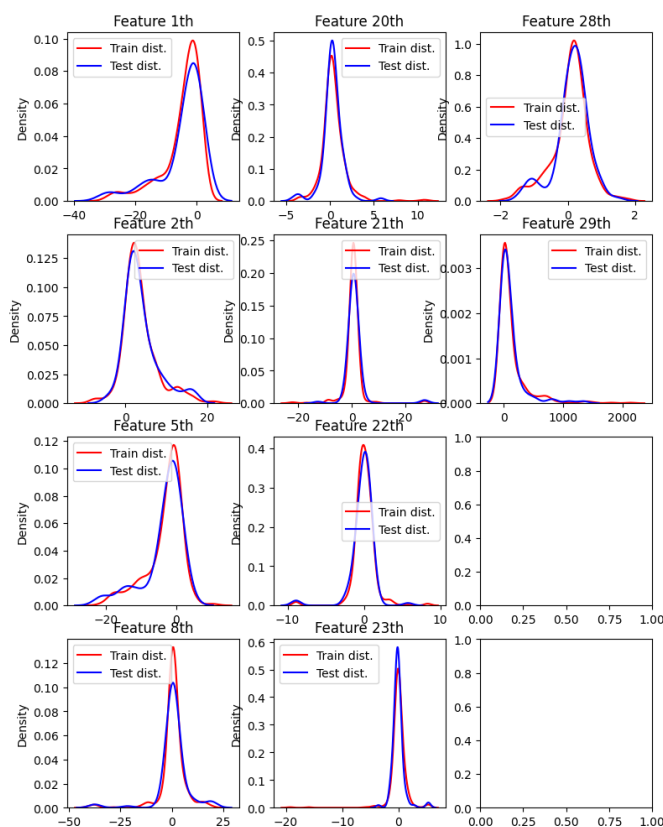 Feature 1th
Density
0.10
0.08
0.06
0.04
0.02
0.00
Train dist.
Test dist.
−40
−20
0
Feature 20th
Density
0.5
0.4
0.3
0.2
0.1
0.0
Train dist.
Test dist.
−5
0
5
10
Feature 28th
Density
1.0
0.8
0.6
0.4
0.2
0.0
Train dist.
Test dist.
−2
0
2
Feature 2th
Density
0.125
0.100
0.075
0.050
0.025
0.000
Train dist.
Test dist.
0
20
Feature 21th
Density
0.25
0.20
0.15
0.10
0.05
0.00
Train dist.
Test dist.
−20
0
20
Feature 29th
Density
0.003
0.002
0.001
0.000
Train dist.
Test dist.
0
1000
2000
Feature 5th
Density
0.12
0.10
0.08
0.06
0.04
0.02
0.00
Train dist.
Test dist.
−20
0
Feature 22th
Density
0.4
0.3
0.2
0.1
0.0
Train dist.
Test dist.
−10
0
10
1.0
0.8
0.6
0.4
0.2
0.0
0.00
0.25
0.50
0.75
1.00
Feature 8th
Density
0.12
0.10
0.08
0.06
0.04
0.02
0.00
Train dist.
Test dist.
−50
−25
0
25
Feature 23th
Density
0.6
0.5
0.4
0.3
0.2
0.1
0.0
Train dist.
Test dist.
−20
−10
0
1.0
0.8
0.6
0.4
0.2
0.0
0.00
0.25
0.50
0.75
1.00